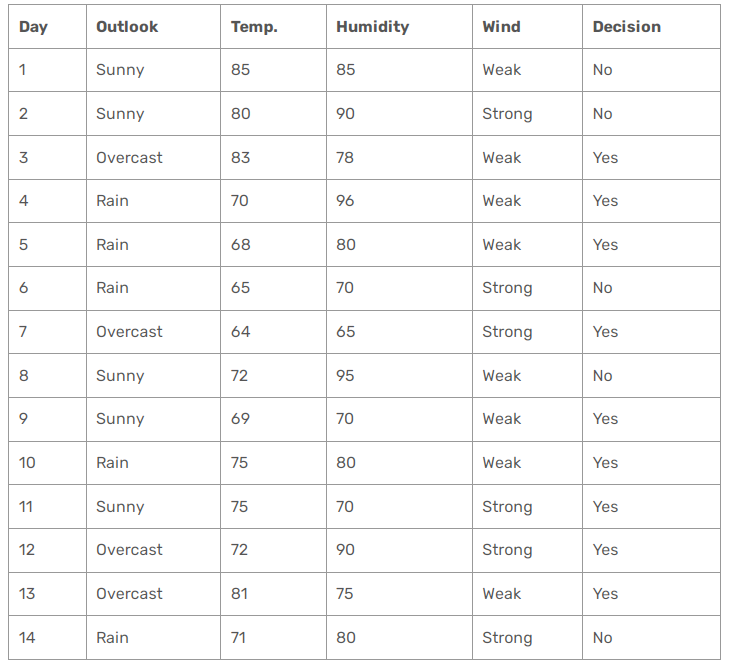 Day Outlook Temp. Humidity Wind Decision
1 Sunny 85 85 Weak No
2 Sunny 80 90 Strong No
3 Overcast 83 78 Weak Yes
4 Rain 70 96 Weak Yes
5 Rain 68 80 Weak Yes
6 Rain 65 70 Strong No
7 Overcast 64 65 Strong Yes
8 Sunny 72 95 Weak No
9 Sunny 69 70 Weak Yes
10 Rain 75 80 Weak Yes
11 Sunny 75 70 Strong Yes
12 Overcast 72 90 Strong Yes
13 Overcast 81 75 Weak Yes
14 Rain 71 80 Strong No